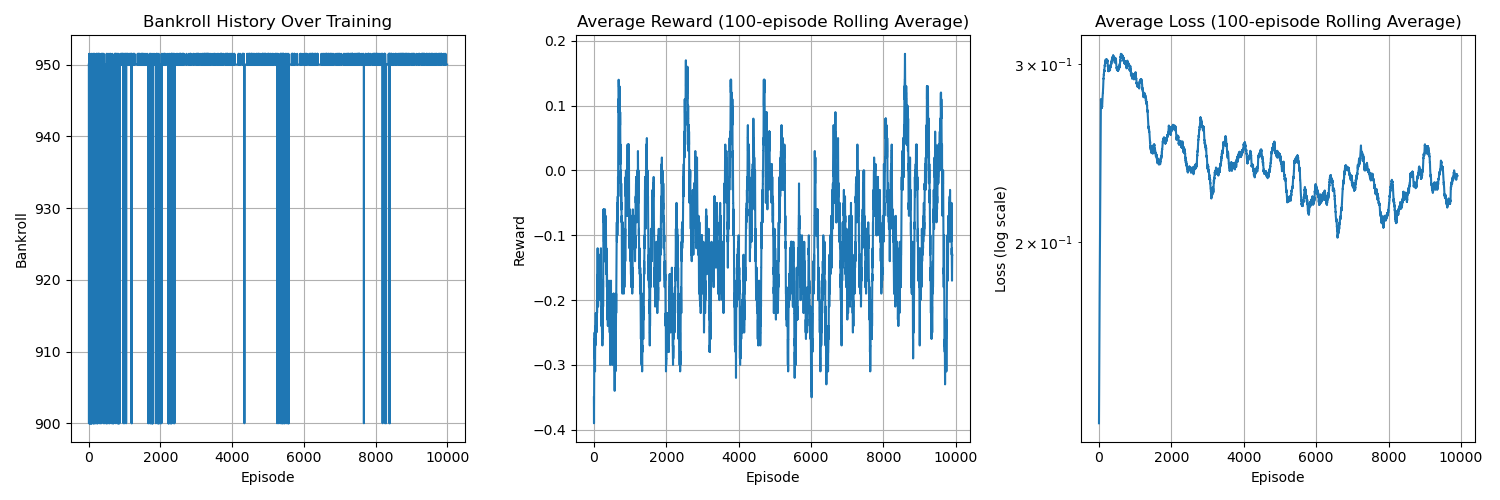 Bankroll History Over Training
Bankroll
950
940
930
920
910
900
0
2000
4000
6000
8000
10000
Episode
Average Reward (100-episode Rolling Average)
Reward
0.2
0.1
0.0
−0.1
−0.2
−0.3
−0.4
0
2000
4000
6000
8000
10000
Episode
Average Loss (100-episode Rolling Average)
Loss (log scale)
3 × 10⁻¹
2 × 10⁻¹
0
2000
4000
6000
8000
10000
Episode